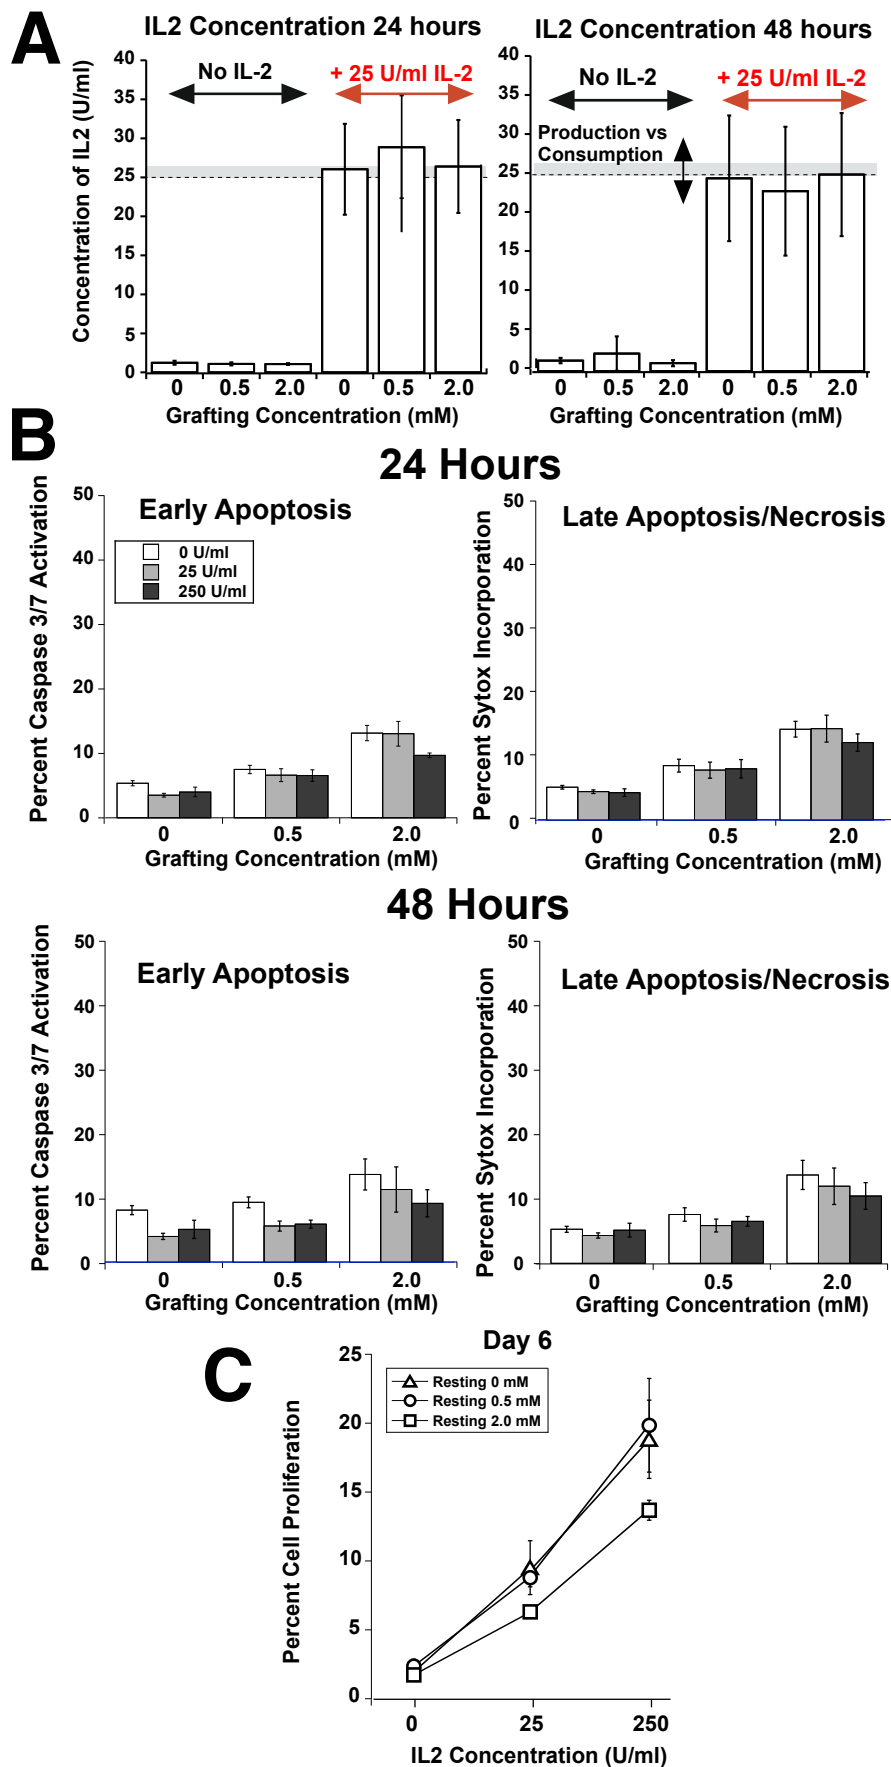 A
IL2 Concentration 24 hours
Concentration of IL2 (U/ml)
40
35
30
25
20
15
10
5
0
No IL-2
+ 25 U/ml IL-2
0 0.5 2.0 0 0.5 2.0
Grafting Concentration (mM)
IL2 Concentration 48 hours
40
35
30
25
20
15
10
5
0
No IL-2
+ 25 U/ml IL-2
Production vs
Consumption
0 0.5 2.0 0 0.5 2.0
Grafting Concentration (mM)
B
24 Hours
Percent Caspase 3/7 Activation
50
40
30
20
10
0
Early Apoptosis
0 U/ml
25 U/ml
250 U/ml
0 0.5 2.0
Grafting Concentration (mM)
Percent Sytox Incorporation
50
40
30
20
10
0
Late Apoptosis/Necrosis
0 0.5 2.0
Grafting Concentration (mM)
48 Hours
Percent Caspase 3/7 Activation
50
40
30
20
10
0
Early Apoptosis
0 0.5 2.0
Grafting Concentration (mM)
Percent Sytox Incorporation
50
40
30
20
10
0
Late Apoptosis/Necrosis
0 0.5 2.0
Grafting Concentration (mM)
C
Day 6
Percent Cell Proliferation
25
20
15
10
5
0
Resting 0 mM
Resting 0.5 mM
Resting 2.0 mM
0 25 250
IL2 Concentration (U/ml)